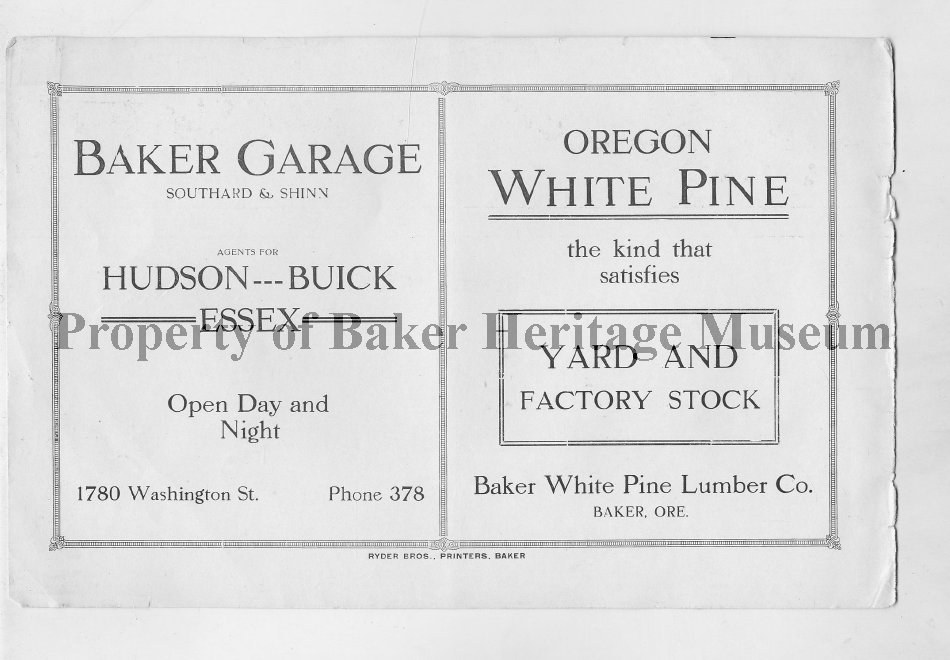 BAKER GARAGE
SOUTHARD & SHINN
AGENTS FOR
HUDSON---BUICK
ESSEX
Open Day and
Night
1780 Washington St. Phone 378
OREGON
WHITE PINE
the kind that
satisfies
YARD AND
FACTORY STOCK
Baker White Pine Lumber Co.
BAKER, ORE.
RYDER BROS., PRINTERS, BAKER
Property of Baker Heritage Museum